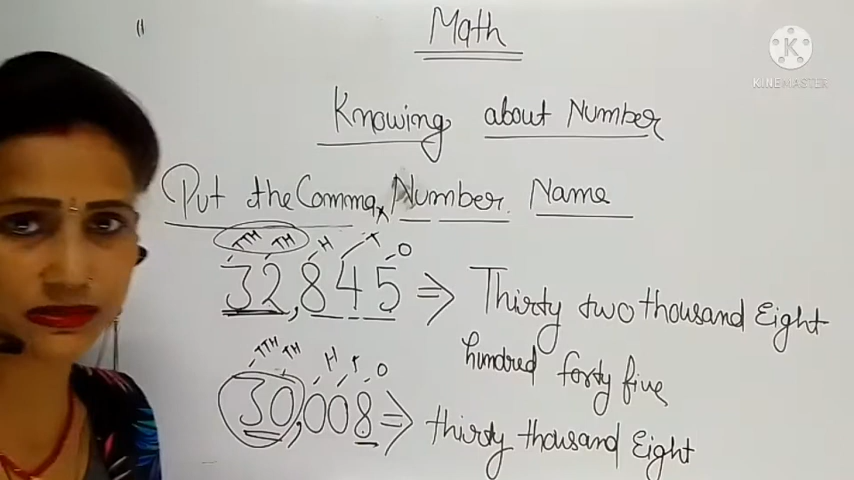 Math
K
KINEMASTER
Knowing about Number
Put the Comma, Number Name
TTH TH H T O
32,845 ⇒ Thirty two thousand Eight
hundred forty five
TTH TH H T O
30,008 ⇒ thirty thousand Eight